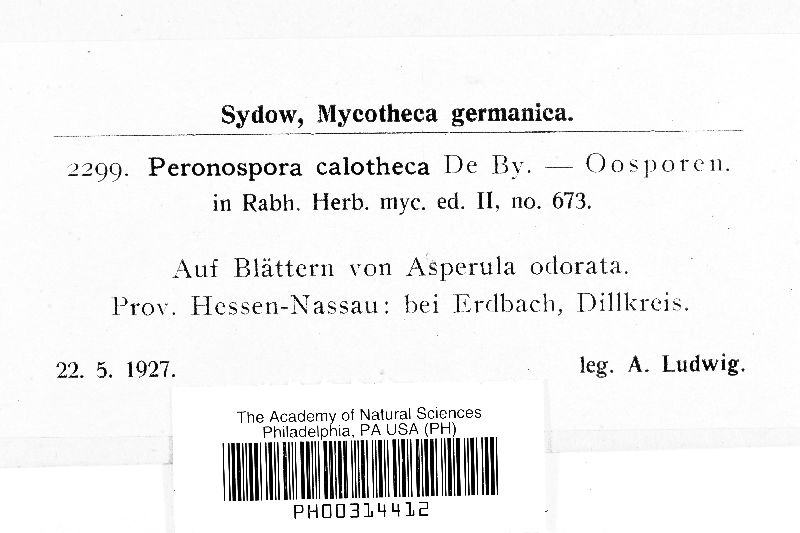 Sydow, Mycotheca germanica.
2299. Peronospora calotheca De By. — Oosporen.
in Rabh. Herb. myc. ed. II, no. 673.
Auf Blättern von Asperula odorata.
Prov. Hessen-Nassau: bei Erdbach, Dillkreis.
22. 5. 1927. leg. A. Ludwig.
The Academy of Natural Sciences
Philadelphia, PA USA (PH)
PH00314412